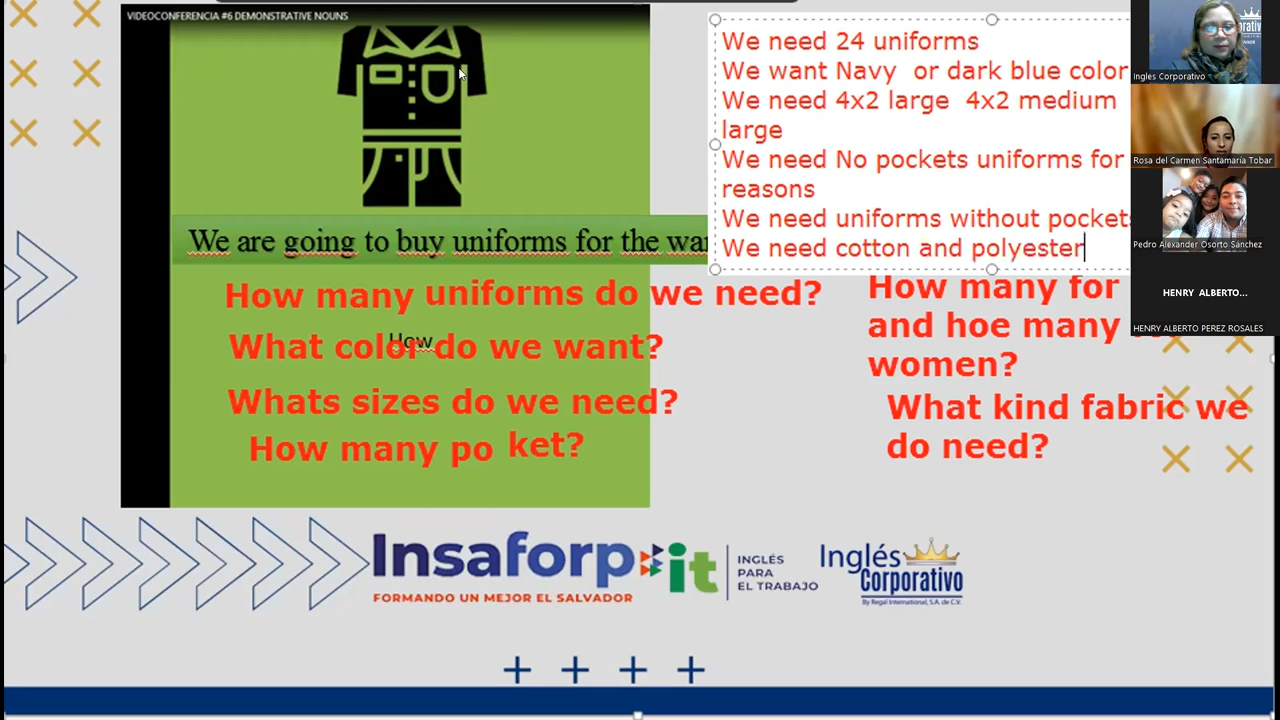 VIDEOCONFERENCIA #6 DEMONSTRATIVE NOUNS
We are going to buy uniforms for the
How many uniforms do we need?
What color do we want?
How
Whats sizes do we need?
How many po ket?
We need 24 uniforms
We want Navy or dark blue color
We need 4x2 large 4x2 medium
large
We need No pockets uniforms for
reasons
We need uniforms without pockets
We need cotton and polyester
How many for
and hoe many
women?
What kind fabric we
do need?
Ingles Corporativo
Rosa del Carmen Santamaría Tobar
Pedro Alexander Osorto Sánchez
HENRY ALBERTO...
HENRY ALBERTO PEREZ ROSALES
Insaforp
FORMANDO UN MEJOR EL SALVADOR
it
INGLÉS
PARA
EL TRABAJO
Inglés
Corporativo
By Regal International, S.A. de C.V.